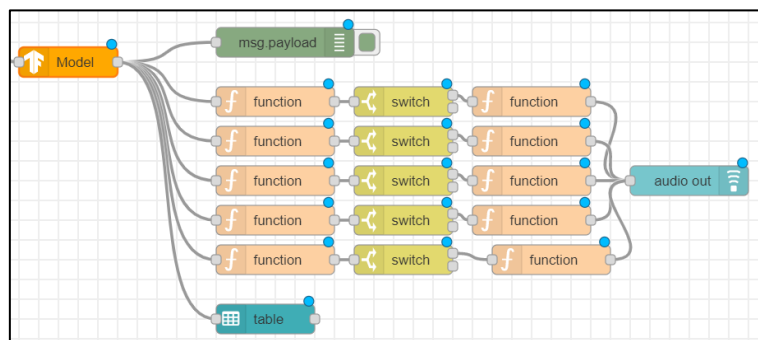 msg.payload
Model
function switch function
function switch function
function switch function
audio out
function switch function
function switch function
table